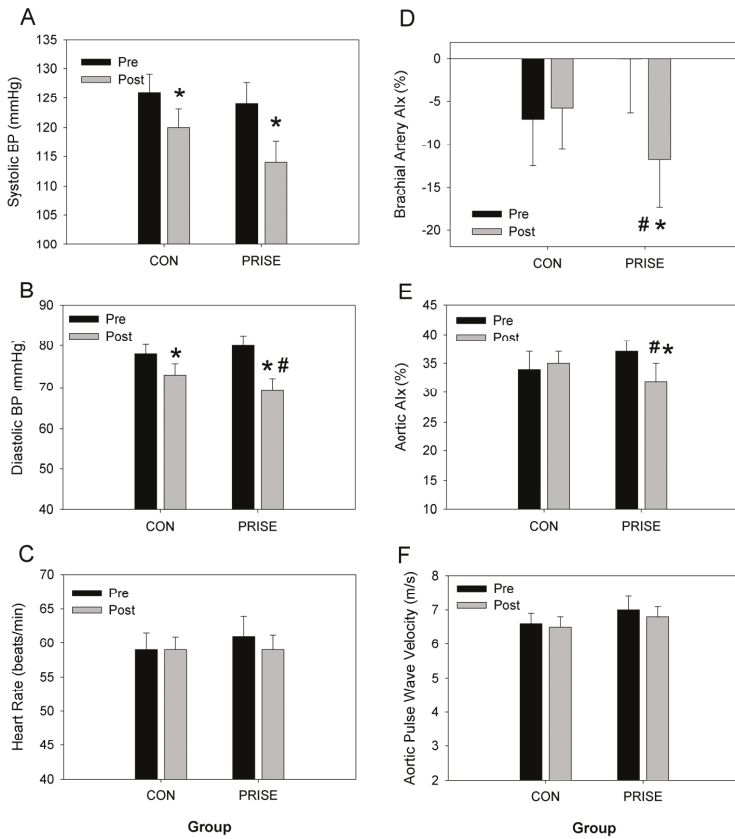 A
Systolic BP (mmHg)
130
125
120
115
110
105
100
Pre
Post
*
*
CON
PRISE
B
Diastolic BP (mmHg)
90
80
70
60
50
40
Pre
Post
*
* #
CON
PRISE
C
Heart Rate (beats/min)
70
65
60
55
50
45
40
Pre
Post
CON
PRISE
Group
D
Brachial Artery AIx (%)
0
-5
-10
-15
-20
Pre
Post
# *
CON
PRISE
E
Aortic AIx (%)
45
40
35
30
25
20
15
10
Pre
Post
# *
CON
PRISE
F
Aortic Pulse Wave Velocity (m/s)
8
7
6
5
4
3
2
Pre
Post
CON
PRISE
Group